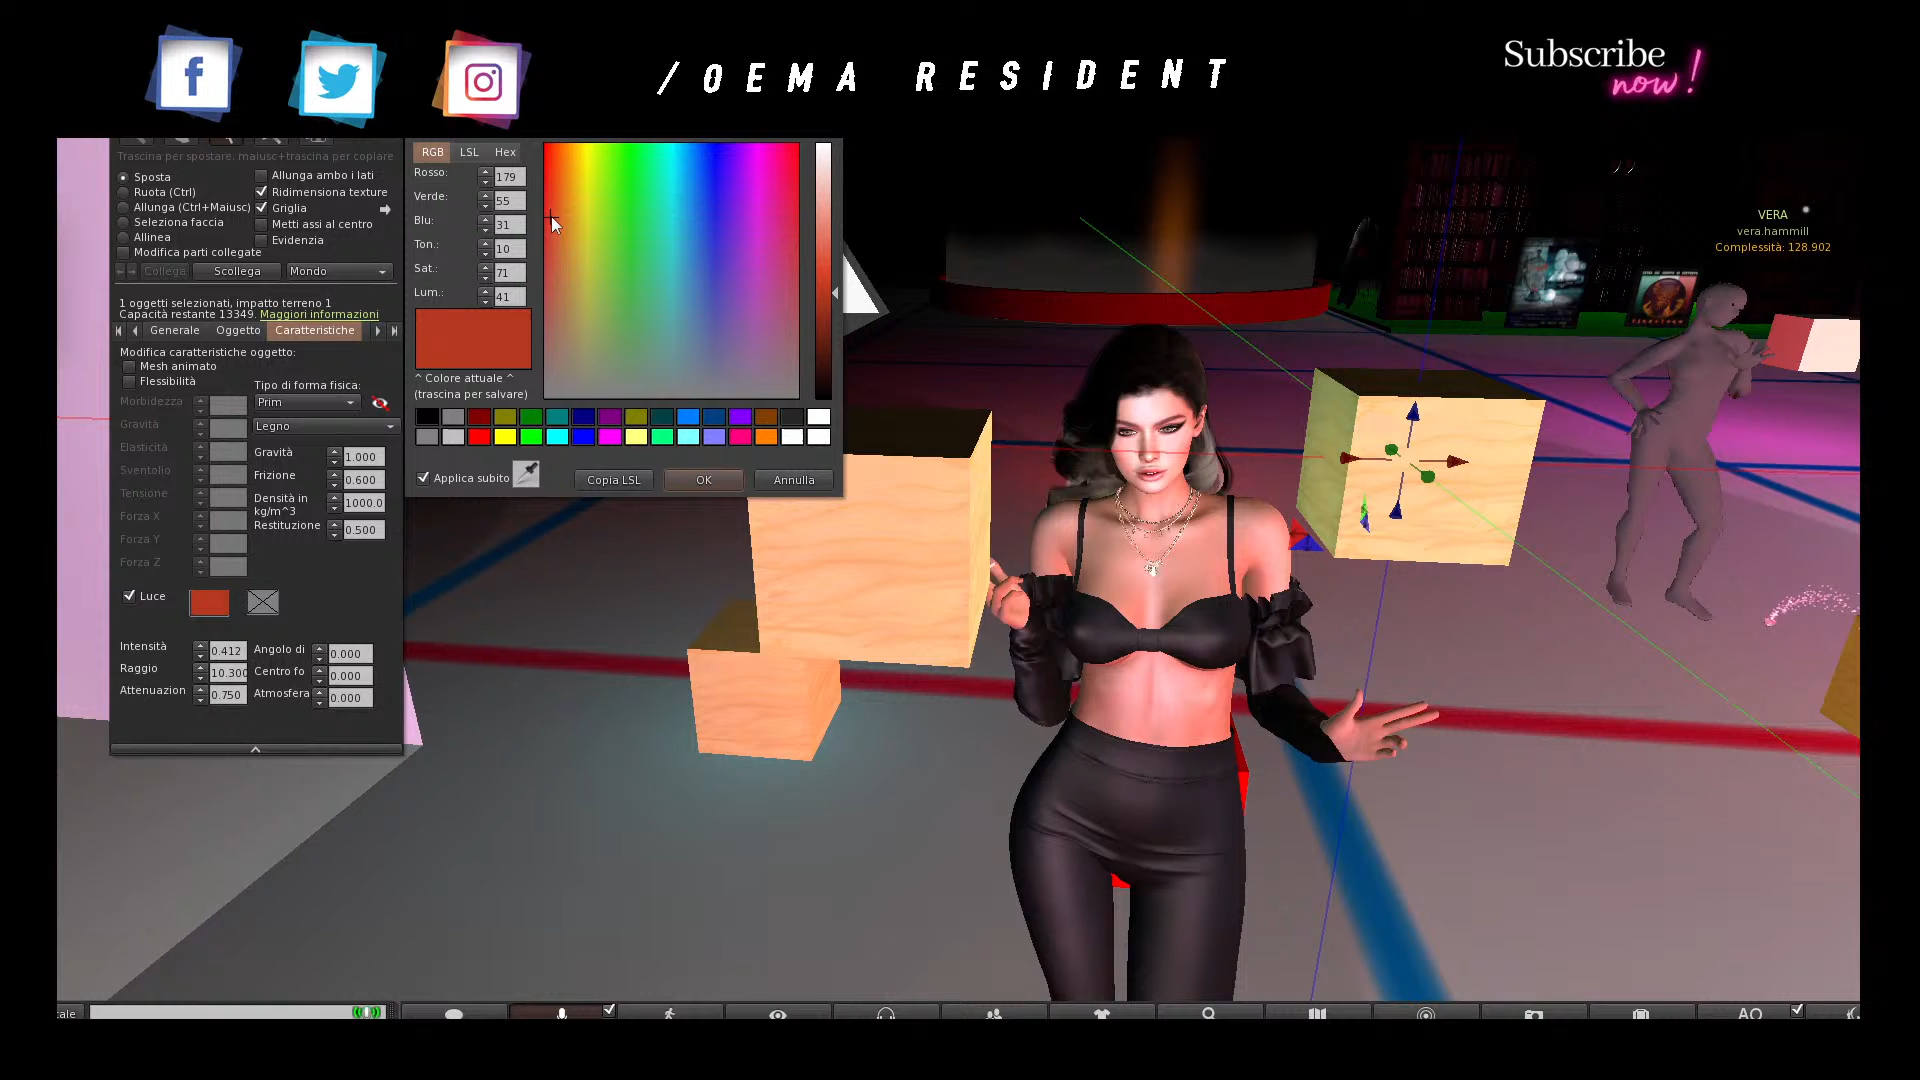 /OEMA RESIDENT
Subscribe
now!
Trascina per spostare, maiusc+trascina per copiare
Sposta
Ruota (Ctrl)
Allunga (Ctrl+Maiusc)
Seleziona faccia
Allinea
Modifica parti collegate
Allunga ambo i lati
Ridimensiona texture
Griglia
Metti assi al centro
Evidenzia
Collega
Scollega
Mondo
1 oggetti selezionati, impatto terreno 1
Capacità restante 13349. Maggiori informazioni
Generale
Oggetto
Caratteristiche
Modifica caratteristiche oggetto:
Mesh animato
Flessibilità
Morbidezza
Gravità
Elasticità
Sventolio
Tensione
Forza X
Forza Y
Forza Z
Tipo di forma fisica:
Prim
Legno
Gravità 1.000
Frizione 0.600
Densità in
kg/m^3 1000.0
Restituzione 0.500
Luce
Intensità 0.412
Raggio 10.300
Attenuazion 0.750
Angolo di 0.000
Centro fo 0.000
Atmosfera 0.000
RGB LSL Hex
Rosso: 179
Verde: 55
Blu: 31
Ton.: 10
Sat.: 71
Lum.: 41
^ Colore attuale ^
(trascina per salvare)
Applica subito
Copia LSL
OK
Annulla
VERA
vera.hammill
Complessità: 128.902
AO